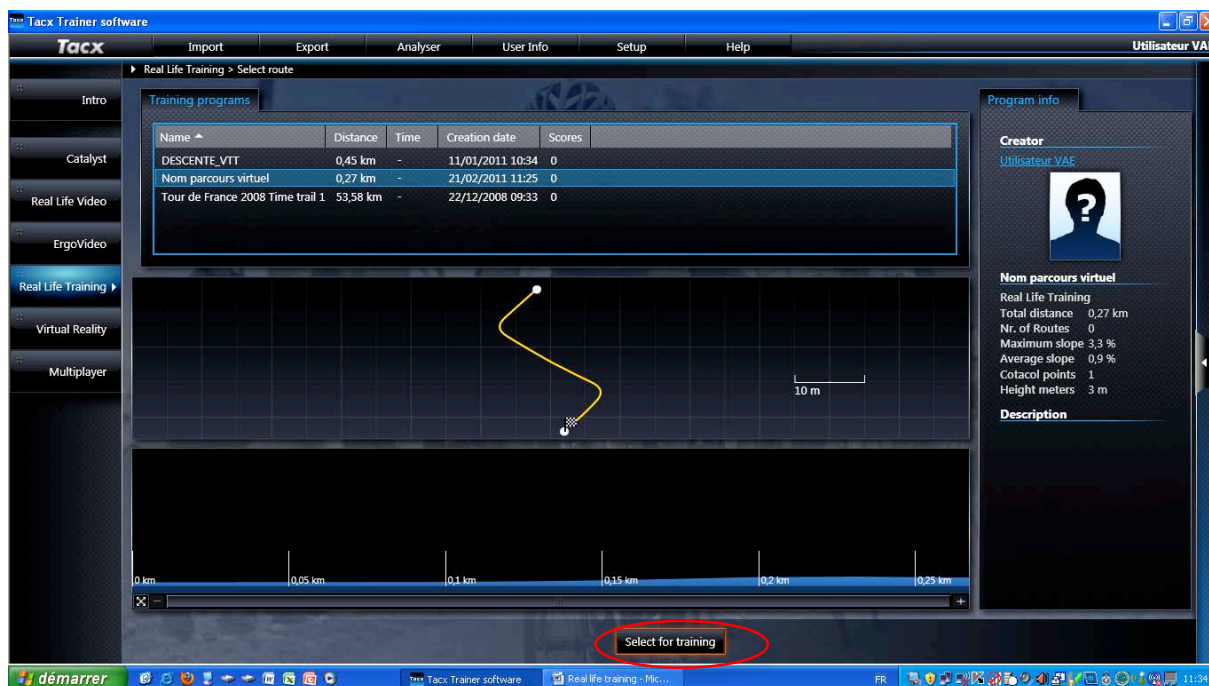 Tacx Trainer software
Tacx Import Export Analyser User Info Setup Help Utilisateur VA
Real Life Training > Select route
Intro
Catalyst
Real Life Video
ErgoVideo
Real Life Training
Virtual Reality
Multiplayer
Training programs
Name Distance Time Creation date Scores
DESCENTE_VTT 0,45 km - 11/01/2011 10:34 0
Nom parcours virtuel 0,27 km - 21/02/2011 11:25 0
Tour de France 2008 Time trail 1 53,58 km - 22/12/2008 09:33 0
10 m
0 km 0,05 km 0,1 km 0,15 km 0,2 km 0,25 km
Select for training
Program info
Creator
Utilisateur VAE
?
Nom parcours virtuel
Real Life Training
Total distance 0,27 km
Nr. of Routes 0
Maximum slope 3,3 %
Average slope 0,9 %
Cotacol points 1
Height meters 3 m
Description
démarrer Tacx Trainer software Real life training - Mic... FR 11:34